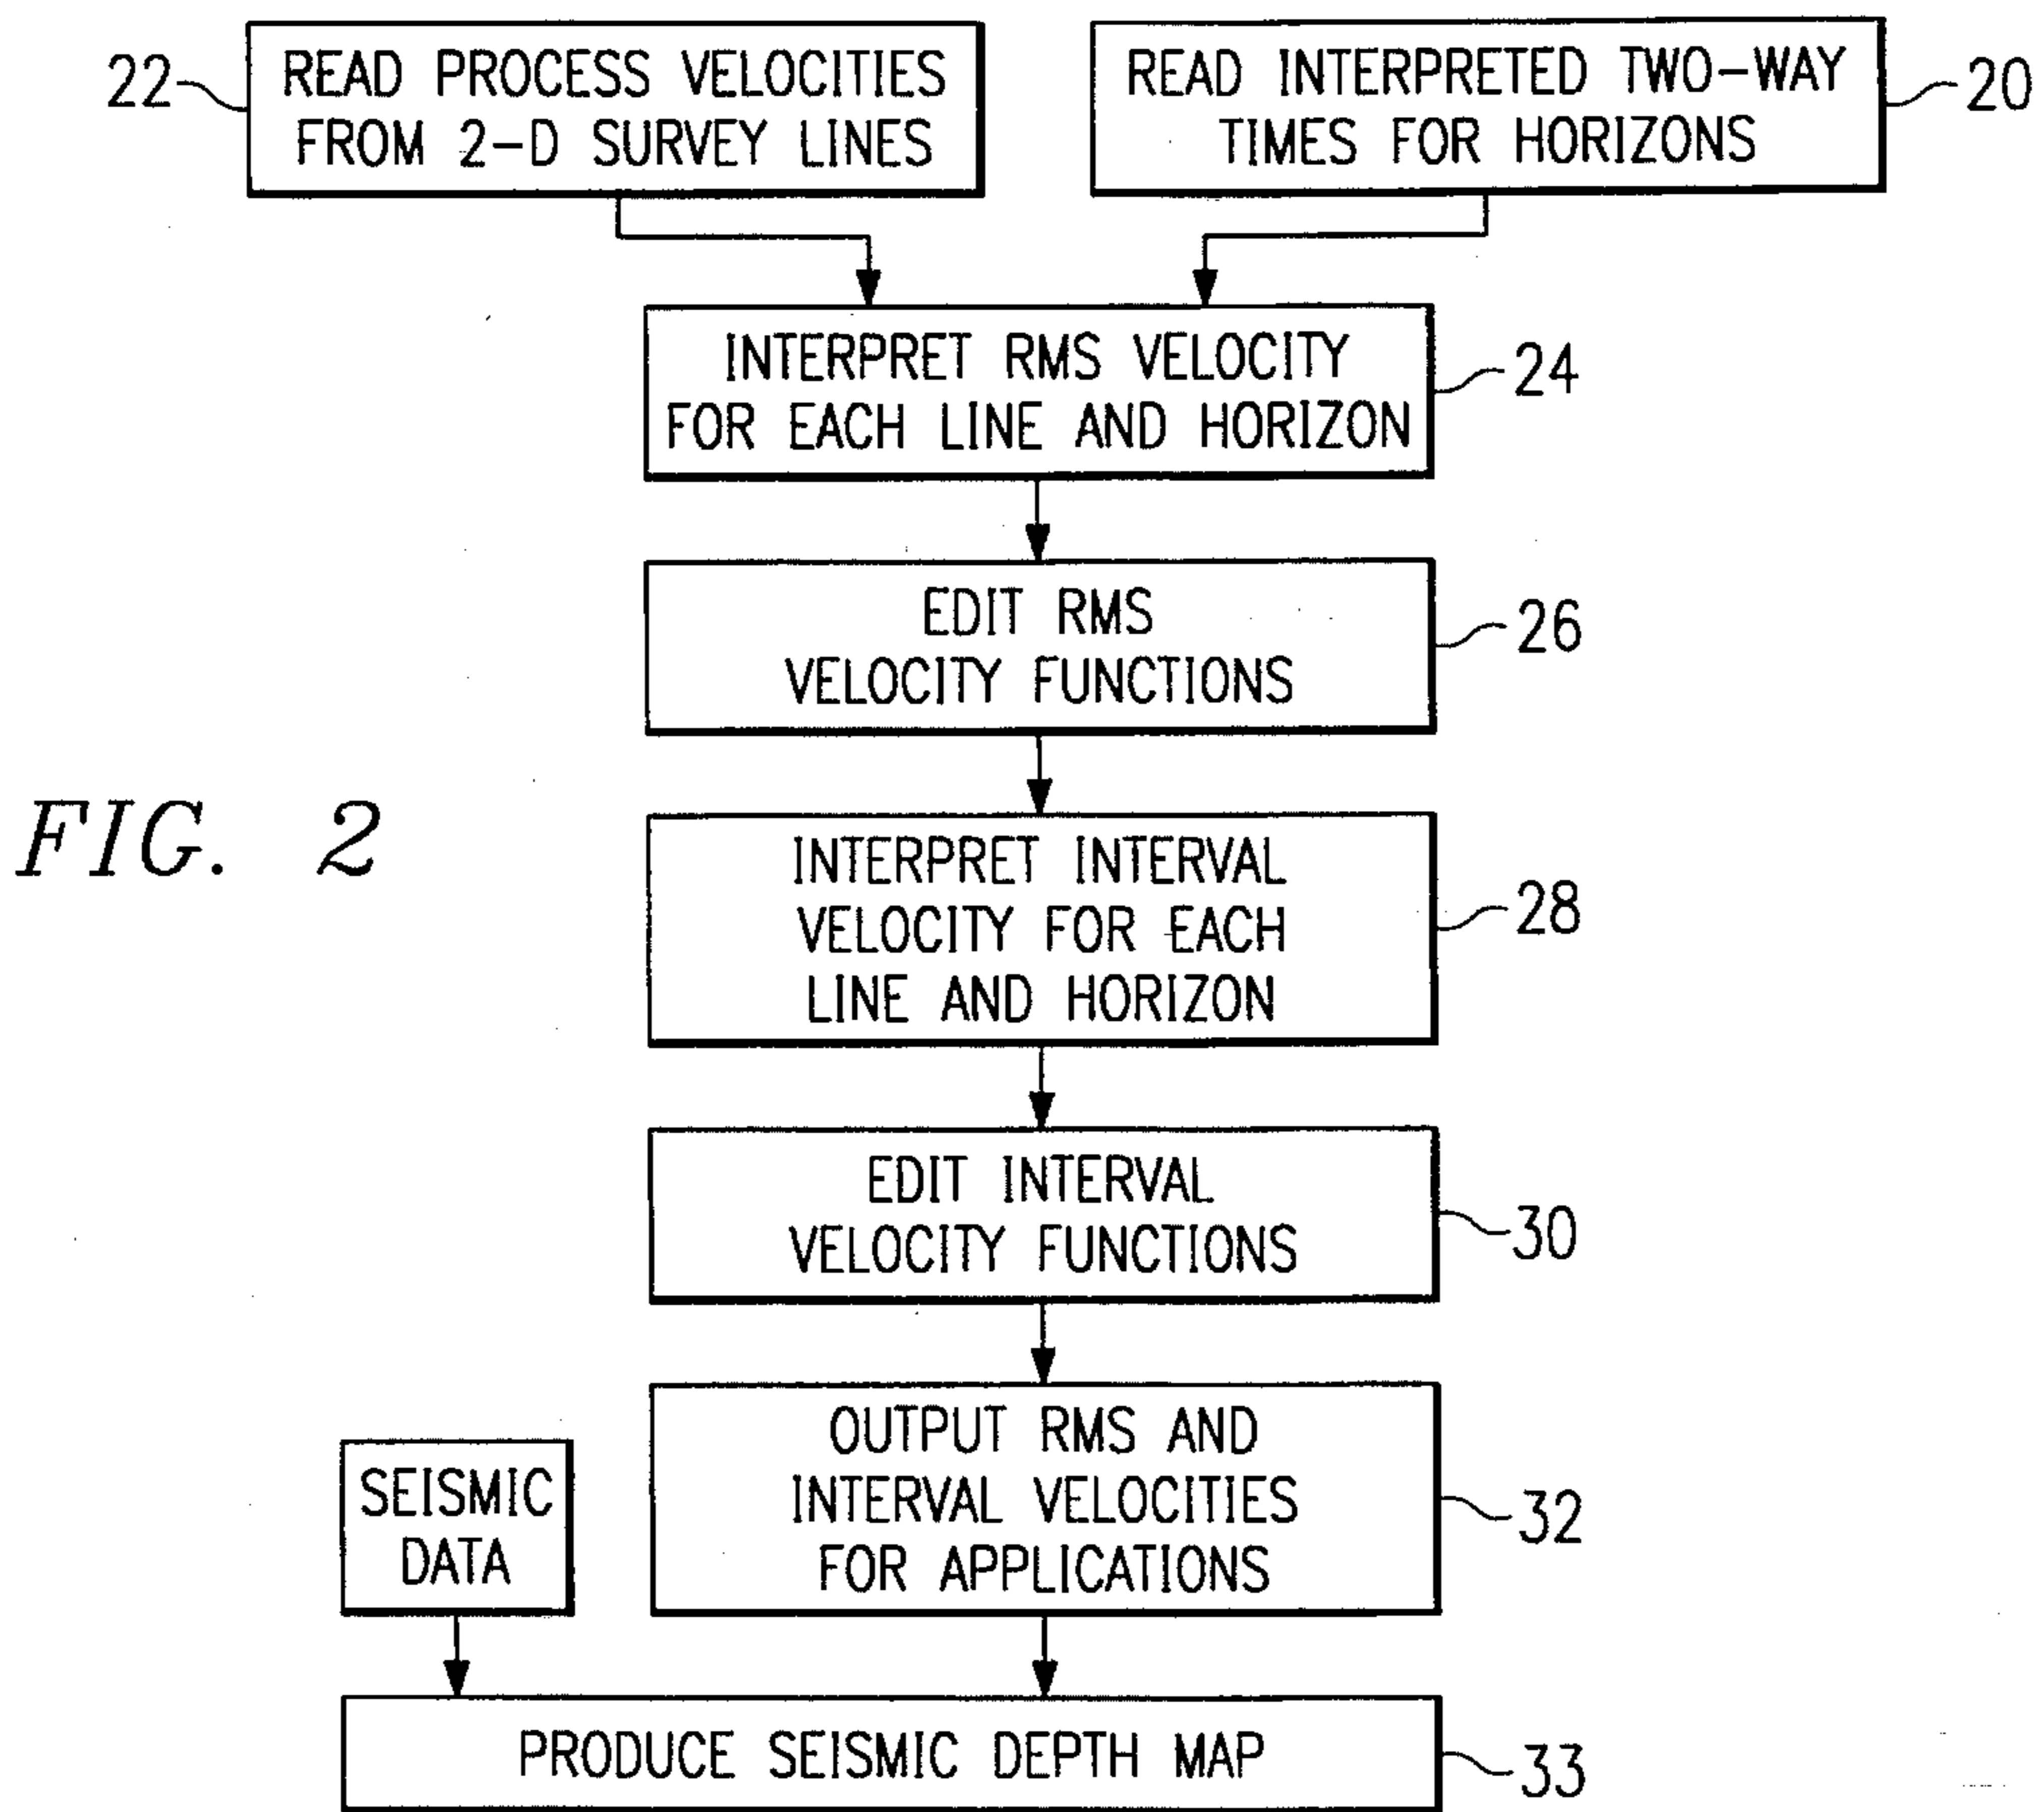 22
READ PROCESS VELOCITIES
FROM 2-D SURVEY LINES
READ INTERPRETED TWO-WAY
TIMES FOR HORIZONS
20
INTERPRET RMS VELOCITY
FOR EACH LINE AND HORIZON
24
EDIT RMS
VELOCITY FUNCTIONS
26
FIG. 2
INTERPRET INTERVAL
VELOCITY FOR EACH
LINE AND HORIZON
28
EDIT INTERVAL
VELOCITY FUNCTIONS
30
SEISMIC
DATA
OUTPUT RMS AND
INTERVAL VELOCITIES
FOR APPLICATIONS
32
PRODUCE SEISMIC DEPTH MAP
33